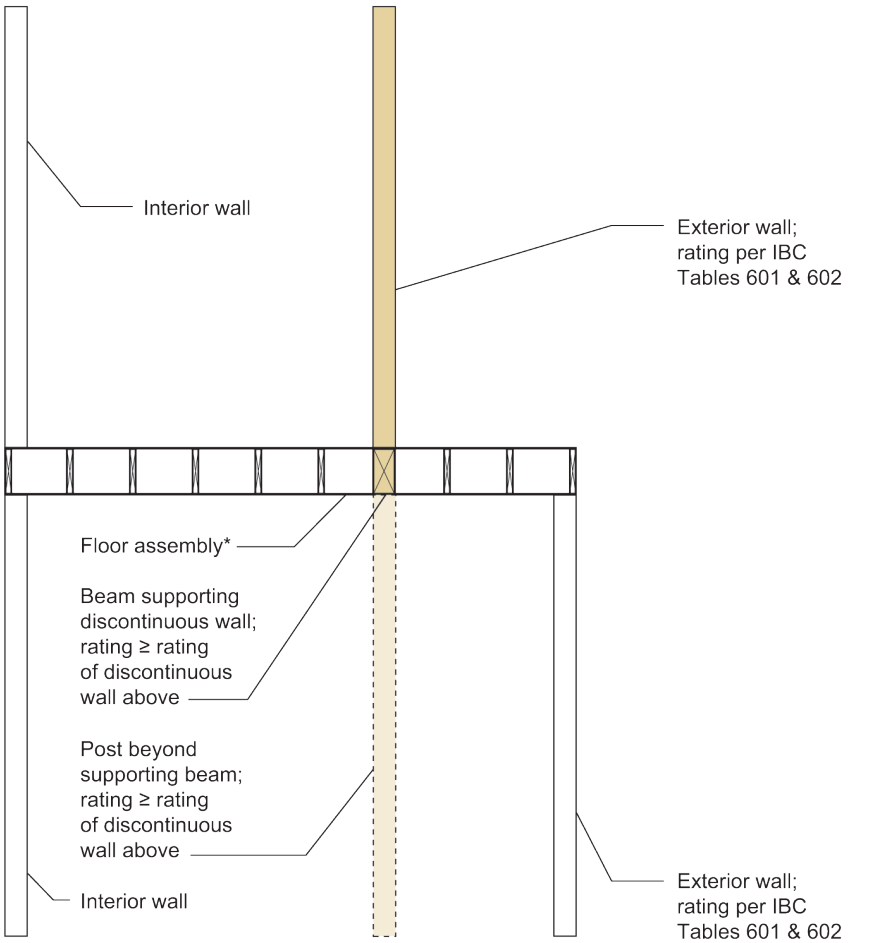 Interior wall
Exterior wall;
rating per IBC
Tables 601 & 602
Floor assembly*
Beam supporting
discontinuous wall;
rating ≥ rating
of discontinuous
wall above
Post beyond
supporting beam;
rating ≥ rating
of discontinuous
wall above
Interior wall
Exterior wall;
rating per IBC
Tables 601 & 602